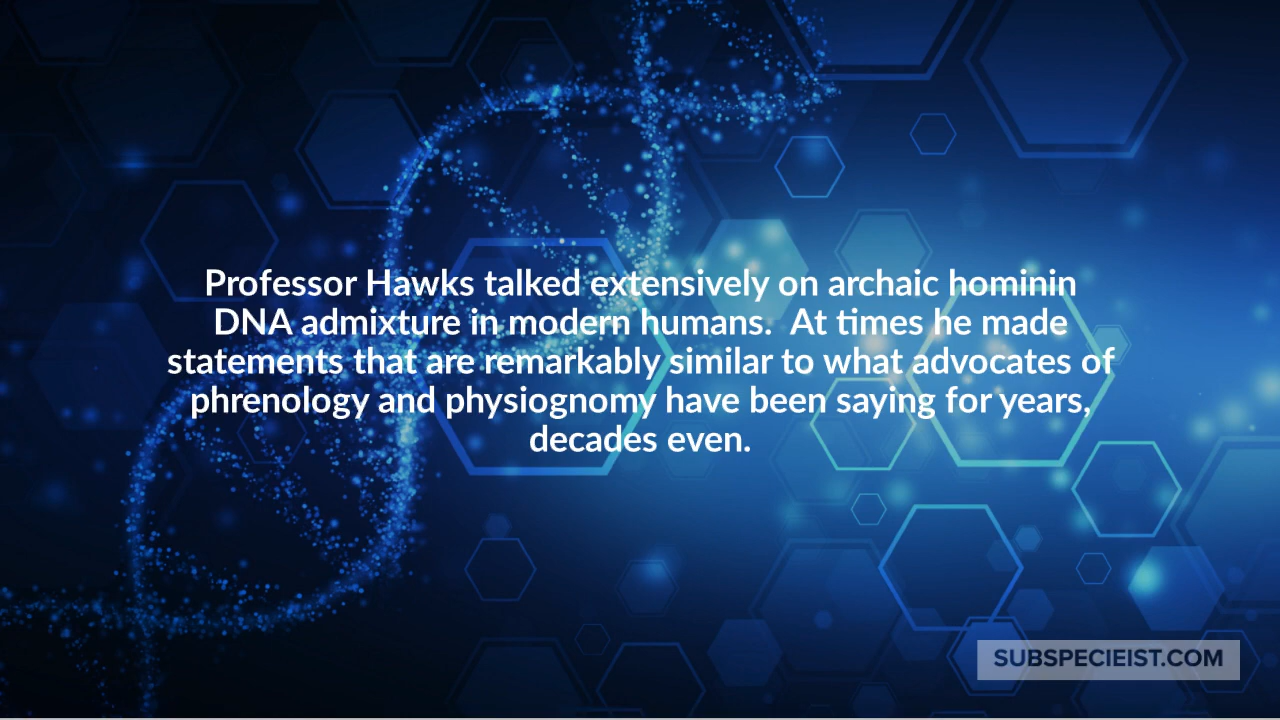 Professor Hawks talked extensively on archaic hominin
DNA admixture in modern humans.  At times he made
statements that are remarkably similar to what advocates of
phrenology and physiognomy have been saying for years,
decades even.
SUBSPECIEIST.COM